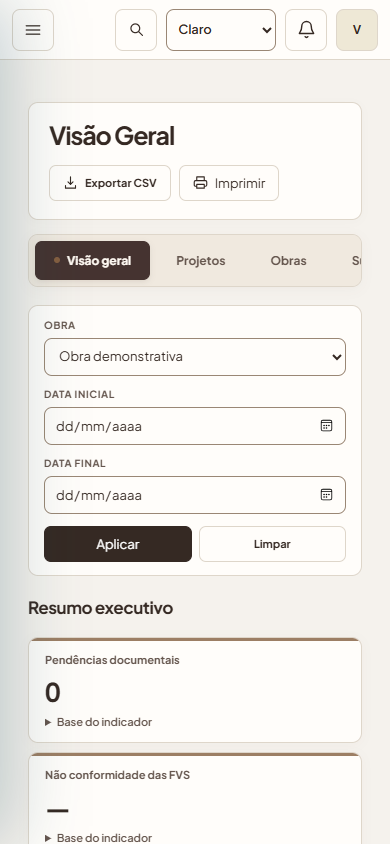 Claro
V
Visão Geral
Exportar CSV
Imprimir
Visão geral
Projetos
Obras
OBRA
Obra demonstrativa
DATA INICIAL
dd/mm/aaaa
DATA FINAL
dd/mm/aaaa
Aplicar
Limpar
Resumo executivo
Pendências documentais
0
Base do indicador
Não conformidade das FVS
—
Base do indicador